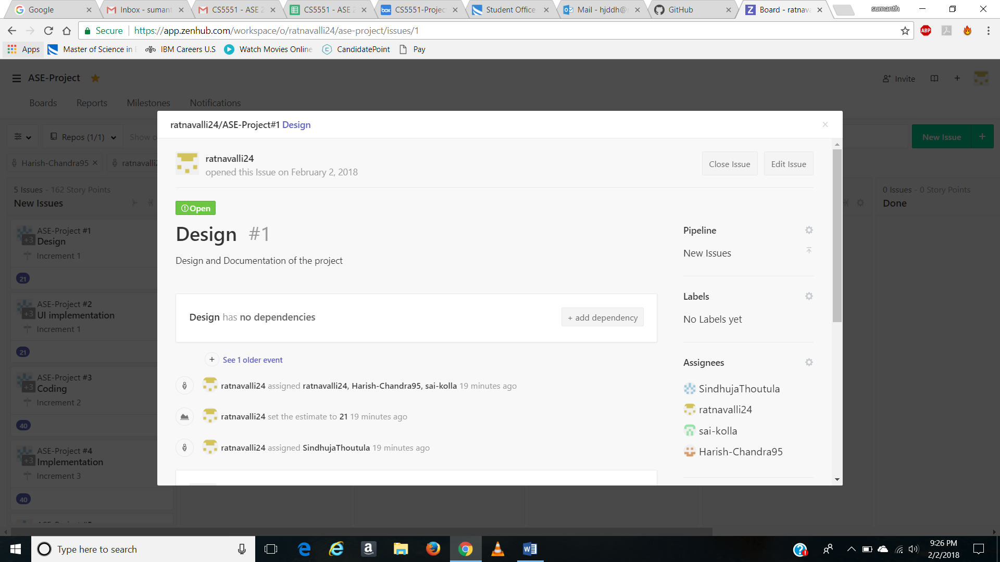 Google
Inbox - sumant
CS5551 - ASE 2
CS5551 - ASE 2
CS5551-Project
Student Office
Mail - hjddh@
GitHub
Board - ratnava
sumanth
Secure
https://app.zenhub.com/workspace/o/ratnavalli24/ase-project/issues/1
ABP
Apps
Master of Science in
IBM Careers U.S
Watch Movies Online
CandidatePoint
Pay
ASE-Project
Invite
Boards
Reports
Milestones
Notifications
ratnavalli24/ASE-Project#1 Design
Repos (1/1)
Show o
New Issue
Harish-Chandra95
ratnavalli2
ratnavalli24
opened this Issue on February 2, 2018
Close Issue
Edit Issue
5 Issues - 162 Story Points
New Issues
0 Issues - 0 Story Points
Done
Open
Design #1
Design and Documentation of the project
ASE-Project #1
+3
Design
Increment 1
21
ASE-Project #2
+3
UI implementation
Increment 1
21
ASE-Project #3
+3
Coding
Increment 2
40
ASE-Project #4
+3
Implementation
Increment 3
40
Design has no dependencies
+ add dependency
See 1 older event
ratnavalli24 assigned ratnavalli24, Harish-Chandra95, sai-kolla 19 minutes ago
ratnavalli24 set the estimate to 21 19 minutes ago
ratnavalli24 assigned SindhujaThoutula 19 minutes ago
Pipeline
New Issues
Labels
No Labels yet
Assignees
SindhujaThoutula
ratnavalli24
sai-kolla
Harish-Chandra95
Type here to search
9:26 PM
2/2/2018